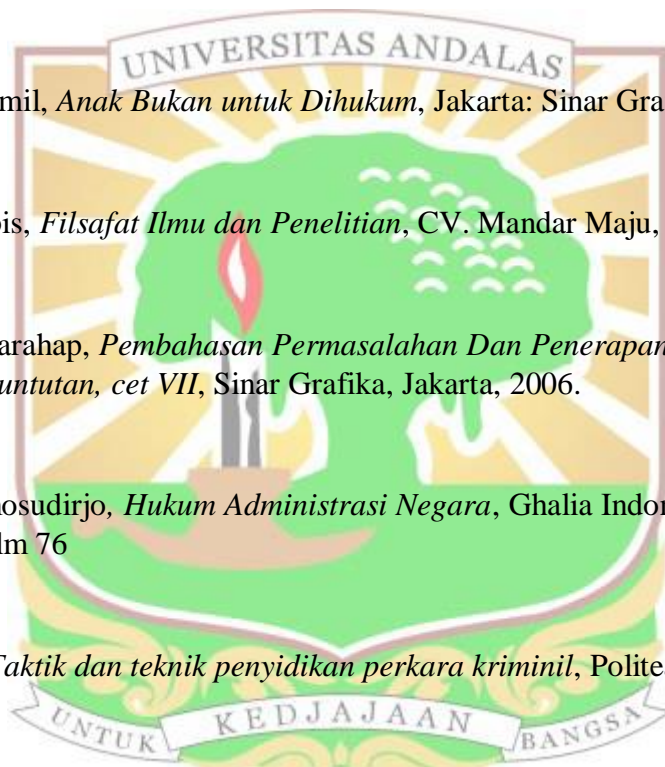 UNIVERSITAS ANDALAS
mil, Anak Bukan untuk Dihukum, Jakarta: Sinar Gra
is, Filsafat Ilmu dan Penelitian, CV. Mandar Maju,
arahap, Pembahasan Permasalahan Dan Penerapan
untutan, cet VII, Sinar Grafika, Jakarta, 2006.
nosudirjo, Hukum Administrasi Negara, Ghalia Indon
lm 76
Taktik dan teknik penyidikan perkara kriminil, Polite
UNTUK KEDJAJAAN BANGSA